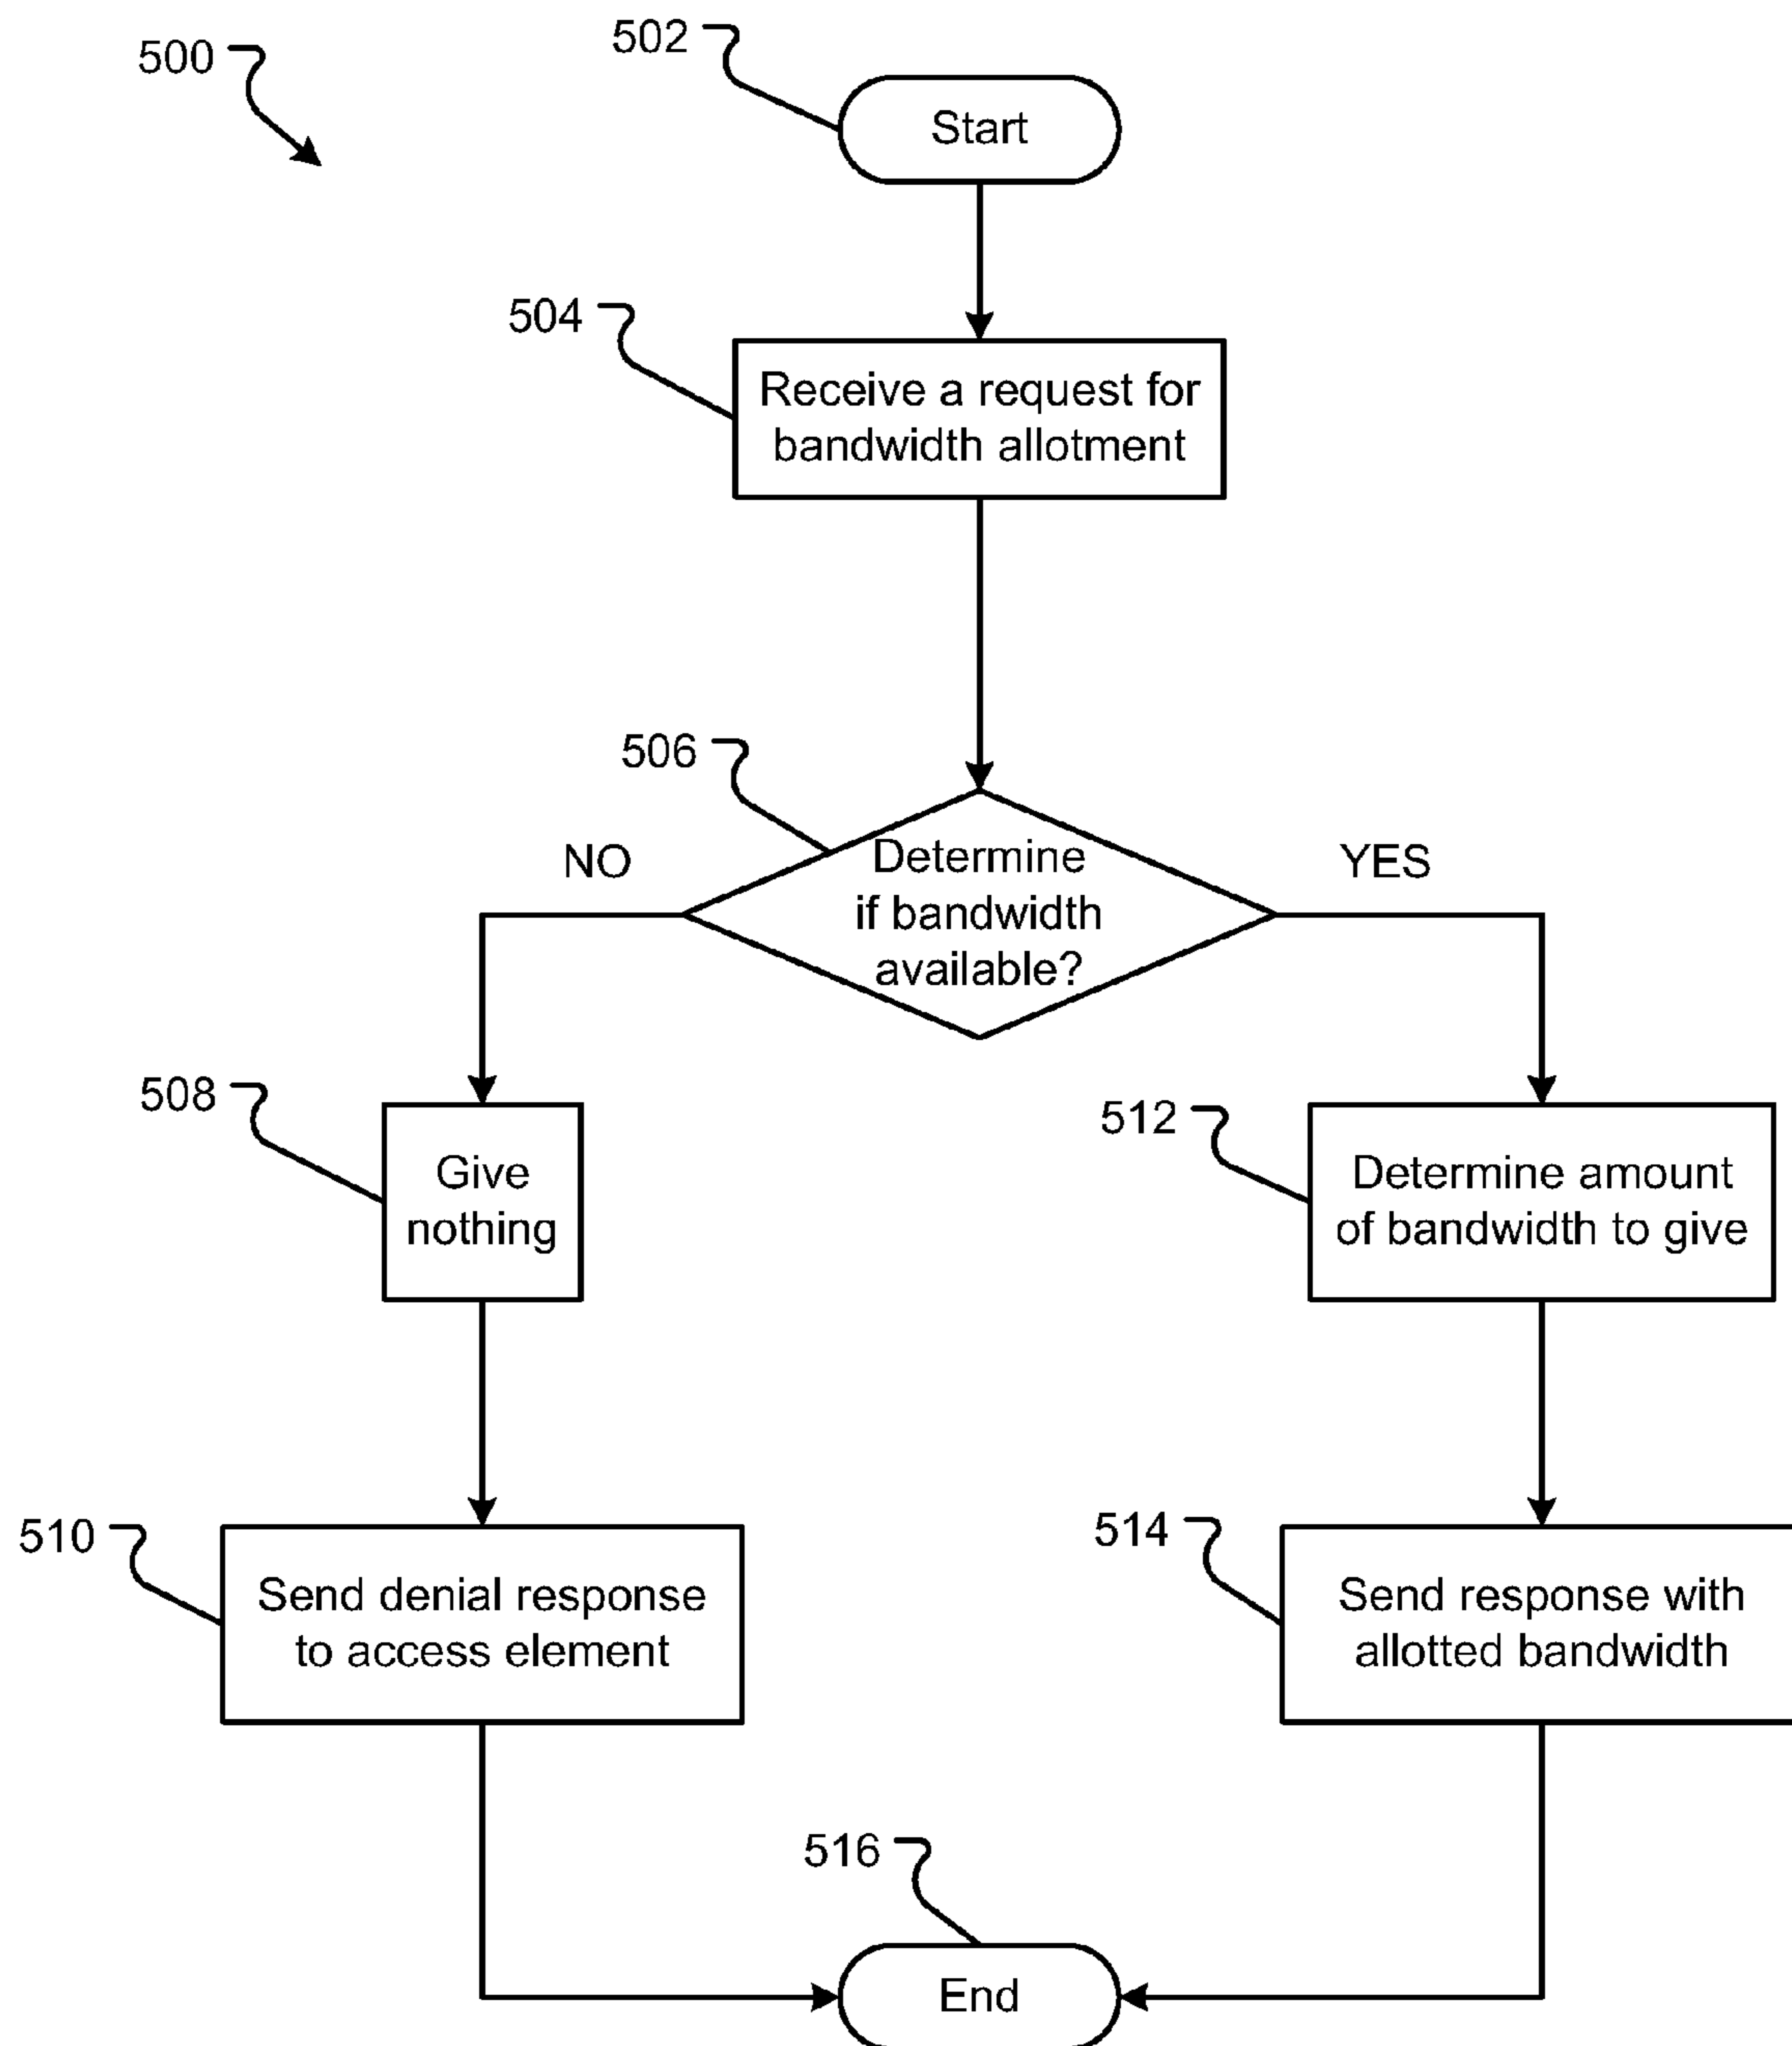 500
502
Start
504
Receive a request for
bandwidth allotment
506
NO
YES
Determine
if bandwidth
available?
508
Give
nothing
512
Determine amount
of bandwidth to give
510
Send denial response
to access element
514
Send response with
allotted bandwidth
516
End